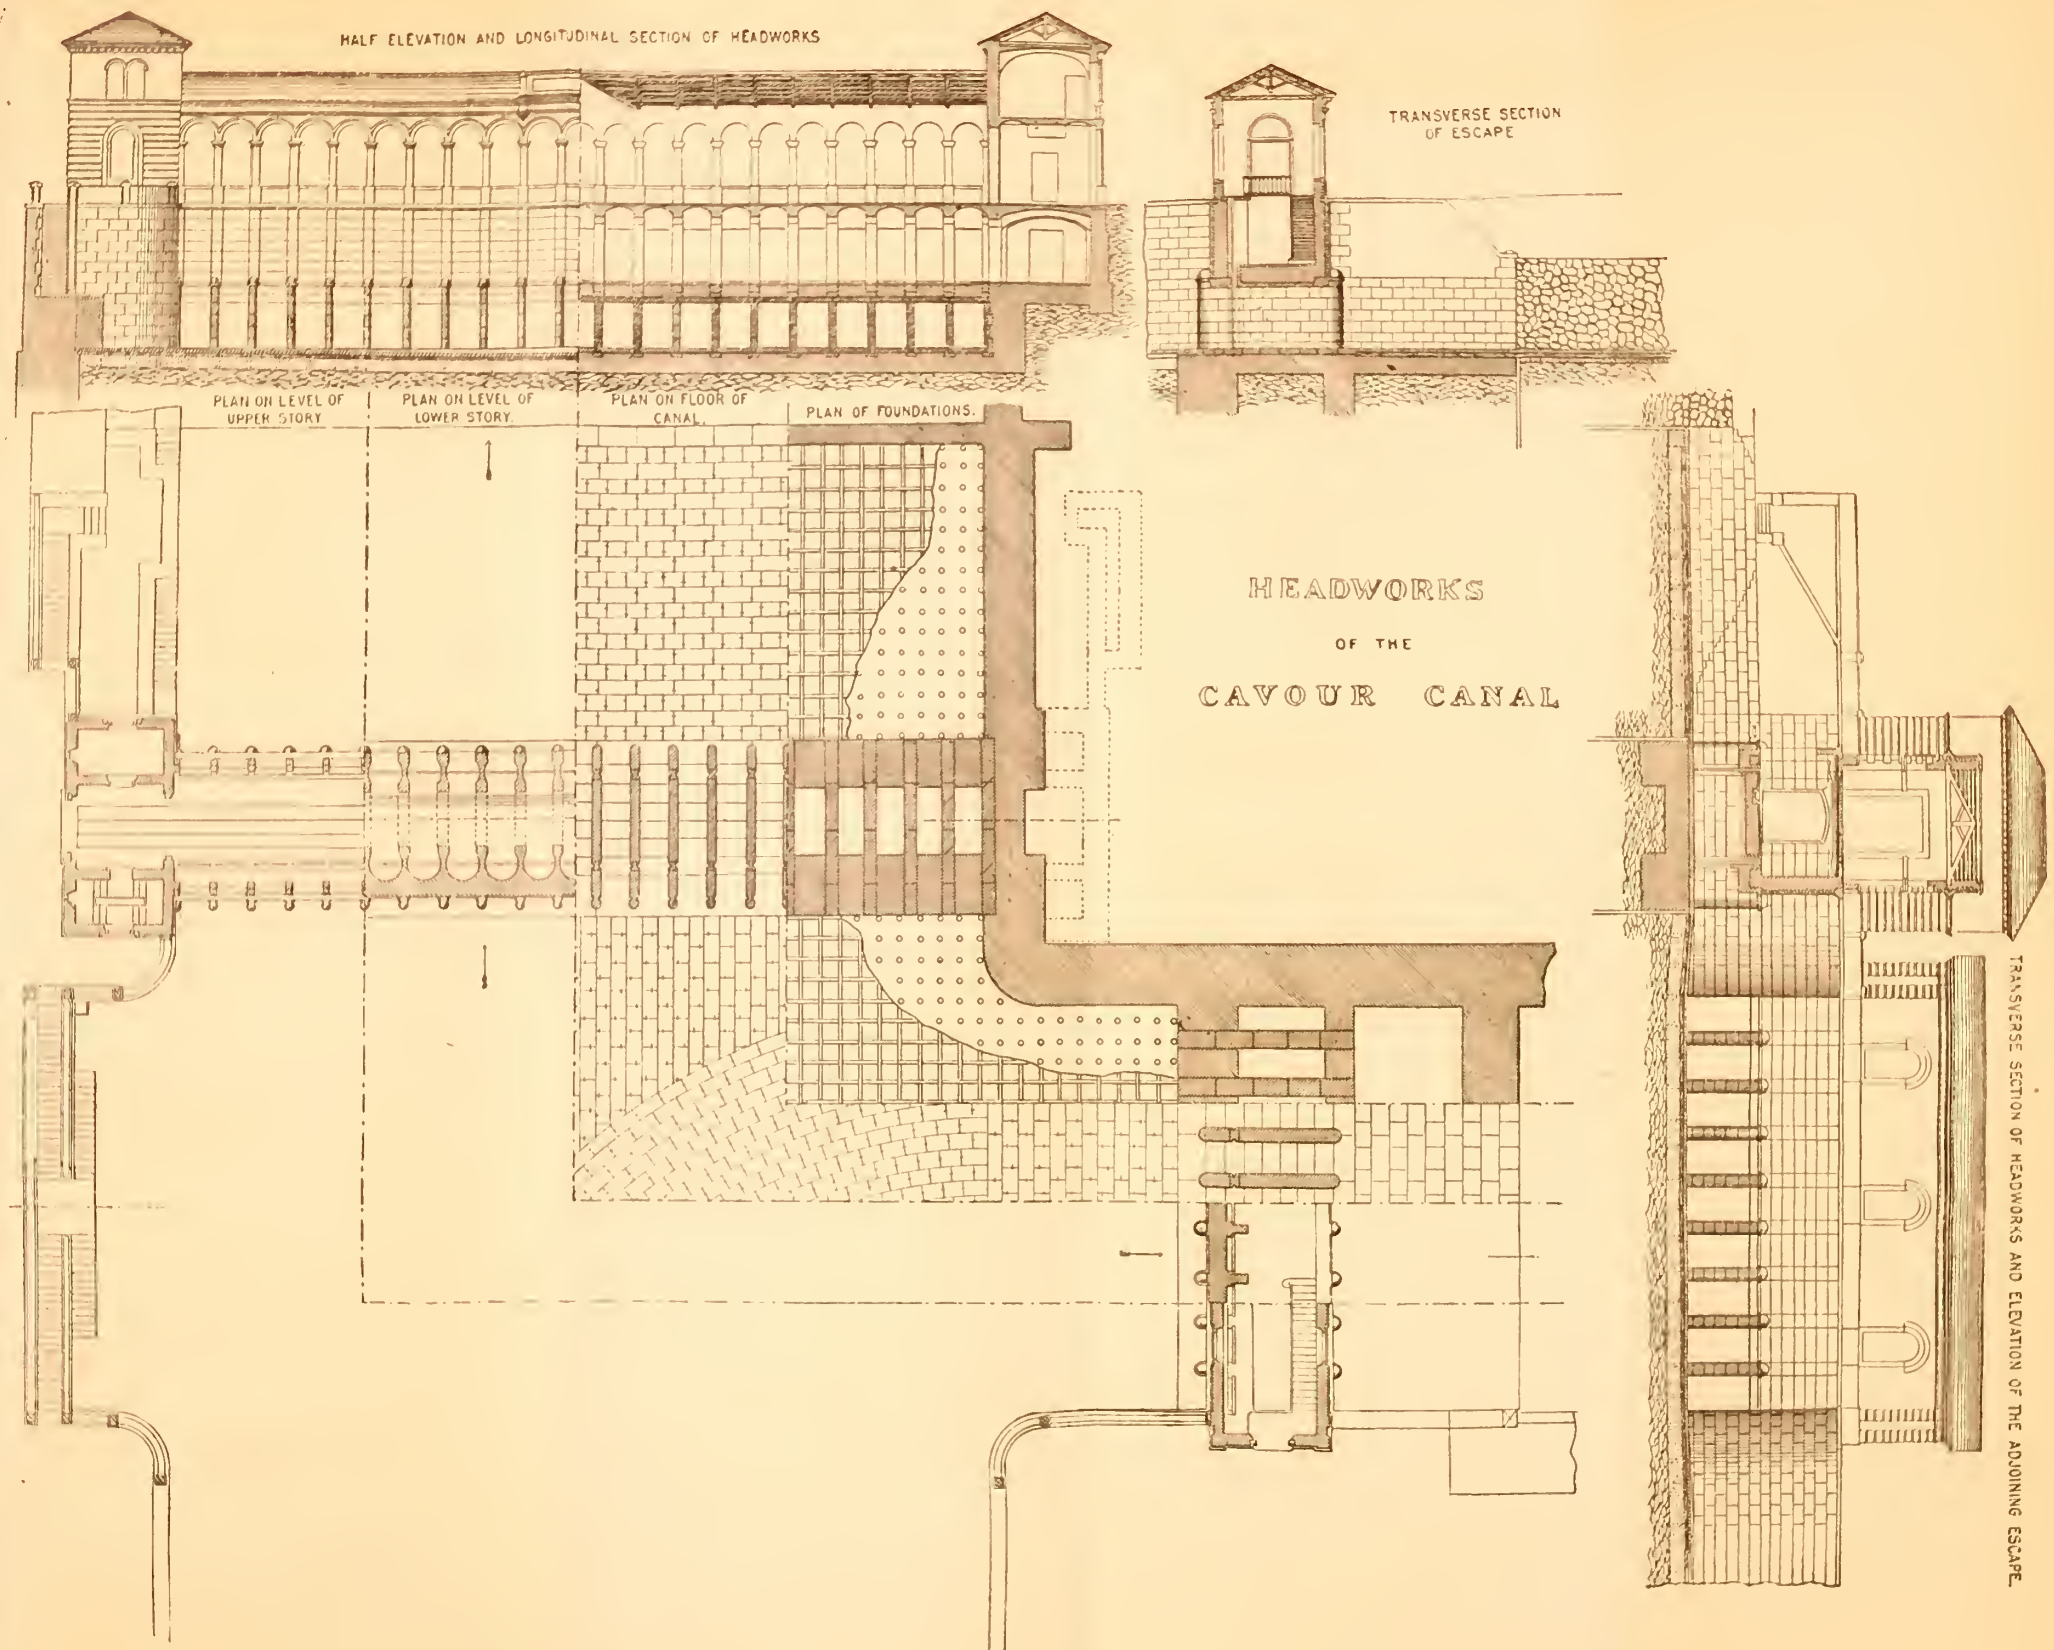 HALF ELEVATION AND LONGITUDINAL SECTION OF HEADWORKS
TRANSVERSE SECTION
OF ESCAPE
PLAN ON LEVEL OF
UPPER STORY
PLAN ON LEVEL OF
LOWER STORY.
PLAN ON FLOOR OF
CANAL.
PLAN OF FOUNDATIONS.
HEADWORKS
OF THE
CAVOUR CANAL
TRANSVERSE SECTION OF HEADWORKS AND ELEVATION OF THE ADJOINING ESCAPE.